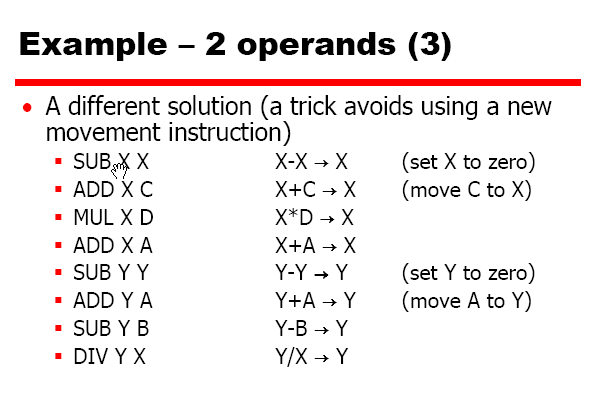 Example – 2 operands (3)
• A different solution (a trick avoids using a new
movement instruction)
▪ SUB X X X-X → X (set X to zero)
▪ ADD X C X+C → X (move C to X)
▪ MUL X D X*D → X
▪ ADD X A X+A → X
▪ SUB Y Y Y-Y → Y (set Y to zero)
▪ ADD Y A Y+A → Y (move A to Y)
▪ SUB Y B Y-B → Y
▪ DIV Y X Y/X → Y